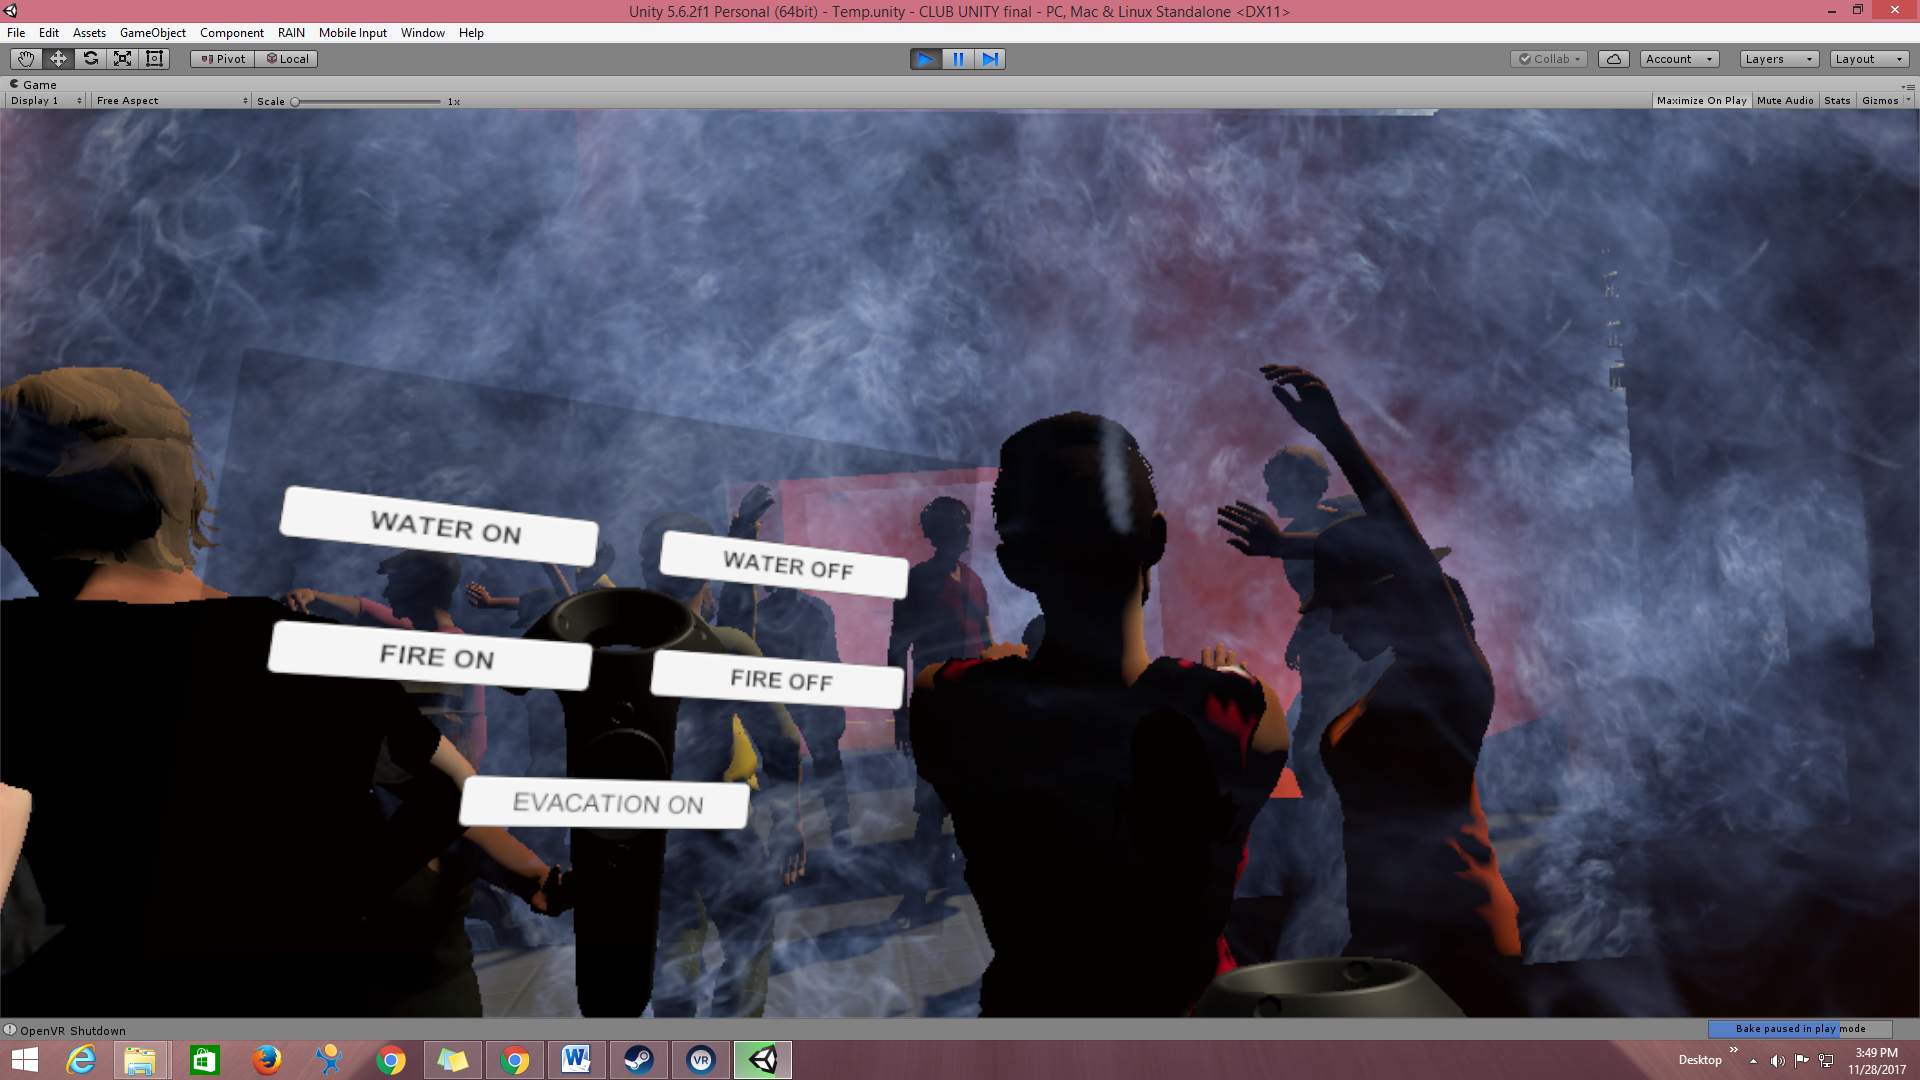 Unity 5.6.2f1 Personal (64bit) - Temp.unity - CLUB UNITY final - PC, Mac & Linux Standalone <DX11>
File Edit Assets GameObject Component RAIN Mobile Input Window Help
Pivot Local Collab Account Layers Layout
Game
Display 1 Free Aspect Scale 1x Maximize On Play Mute Audio Stats Gizmos
WATER ON
WATER OFF
FIRE ON
FIRE OFF
EVACATION ON
OpenVR Shutdown Bake paused in play mode
W VR Desktop 3:49 PM
11/28/2017